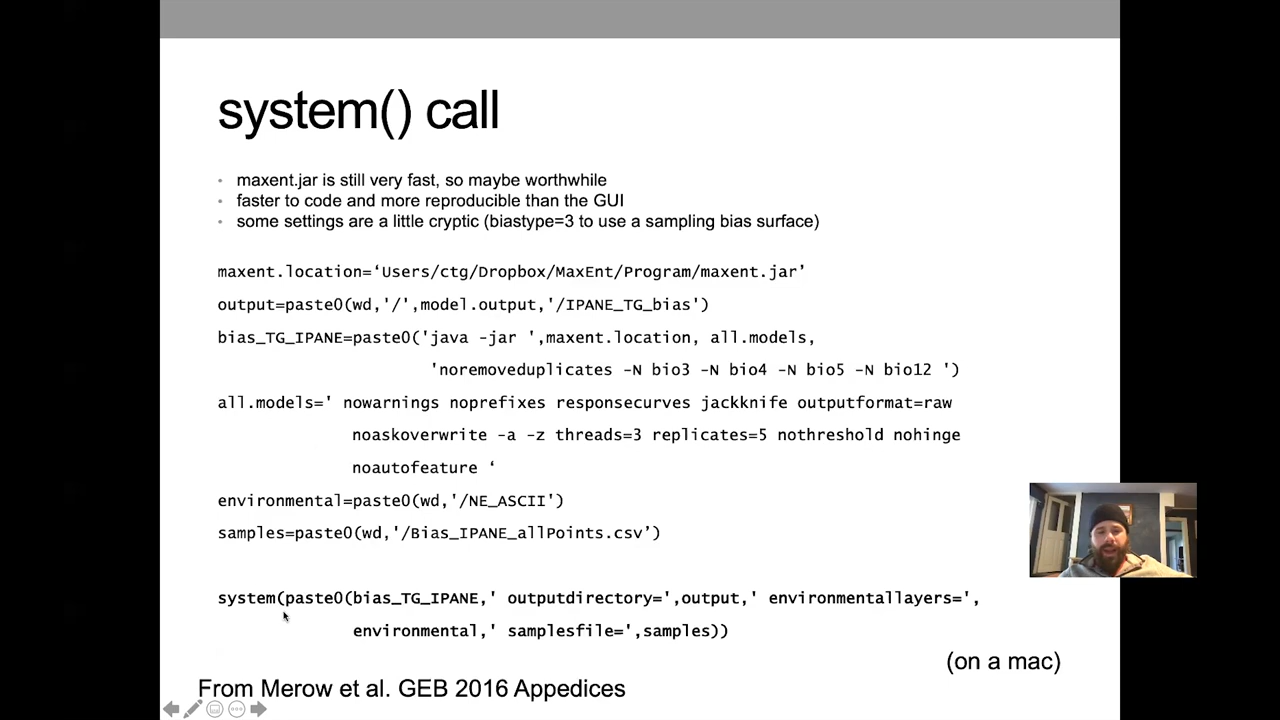 system() call
• maxent.jar is still very fast, so maybe worthwhile
• faster to code and more reproducible than the GUI
• some settings are a little cryptic (biastype=3 to use a sampling bias surface)
maxent.location=‘Users/ctg/Dropbox/MaxEnt/Program/maxent.jar’
output=paste0(wd,'/',model.output,'/IPANE_TG_bias')
bias_TG_IPANE=paste0('java -jar ',maxent.location, all.models,
'noremoveduplicates -N bio3 -N bio4 -N bio5 -N bio12 ')
all.models=' nowarnings noprefixes responsecurves jackknife outputformat=raw
noaskoverwrite -a -z threads=3 replicates=5 nothreshold nohinge
noautofeature ‘
environmental=paste0(wd,'/NE_ASCII')
samples=paste0(wd,'/Bias_IPANE_allPoints.csv’)
system(paste0(bias_TG_IPANE,' outputdirectory=',output,' environmentallayers=',
environmental,' samplesfile=',samples))
(on a mac)
From Merow et al. GEB 2016 Appedices